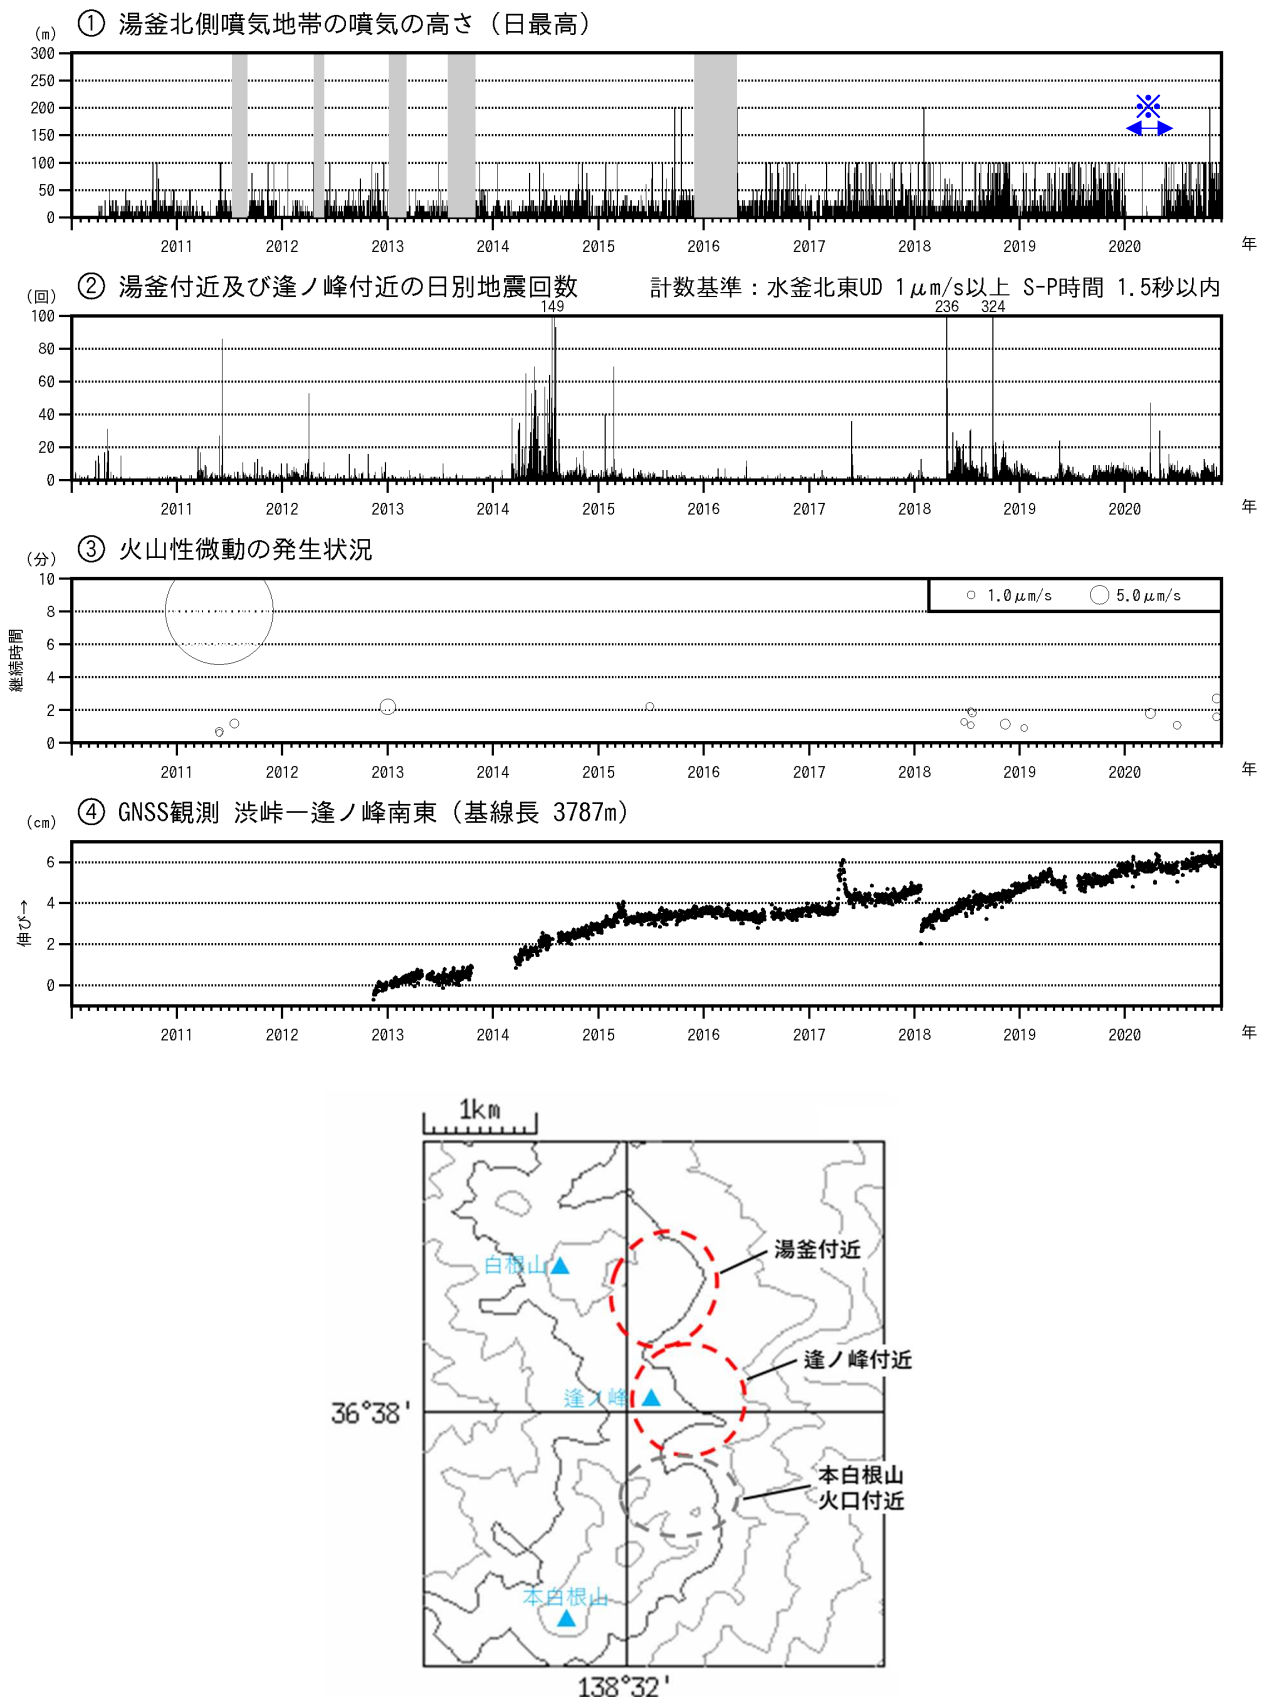 ① 湯釜北側噴気地帯の噴気の高さ（日最高）
(m)
300
250
200
150
100
50
0
※
2011 2012 2013 2014 2015 2016 2017 2018 2019 2020 年
② 湯釜付近及び逢ノ峰付近の日別地震回数 計数基準：水釜北東UD 1μm/s以上 S-P時間 1.5秒以内
(回)
149 236 324
100
80
60
40
20
0
2011 2012 2013 2014 2015 2016 2017 2018 2019 2020 年
③ 火山性微動の発生状況
(分)
10
8
6
4
2
0
継続時間
1.0μm/s 5.0μm/s
2011 2012 2013 2014 2015 2016 2017 2018 2019 2020 年
④ GNSS観測 渋峠―逢ノ峰南東（基線長 3787m）
(cm)
6
4
2
0
伸び→
2011 2012 2013 2014 2015 2016 2017 2018 2019 2020 年
1km
白根山
湯釜付近
逢ノ峰付近
逢ノ峰
36°38'
本白根山
火口付近
本白根山
138°32'